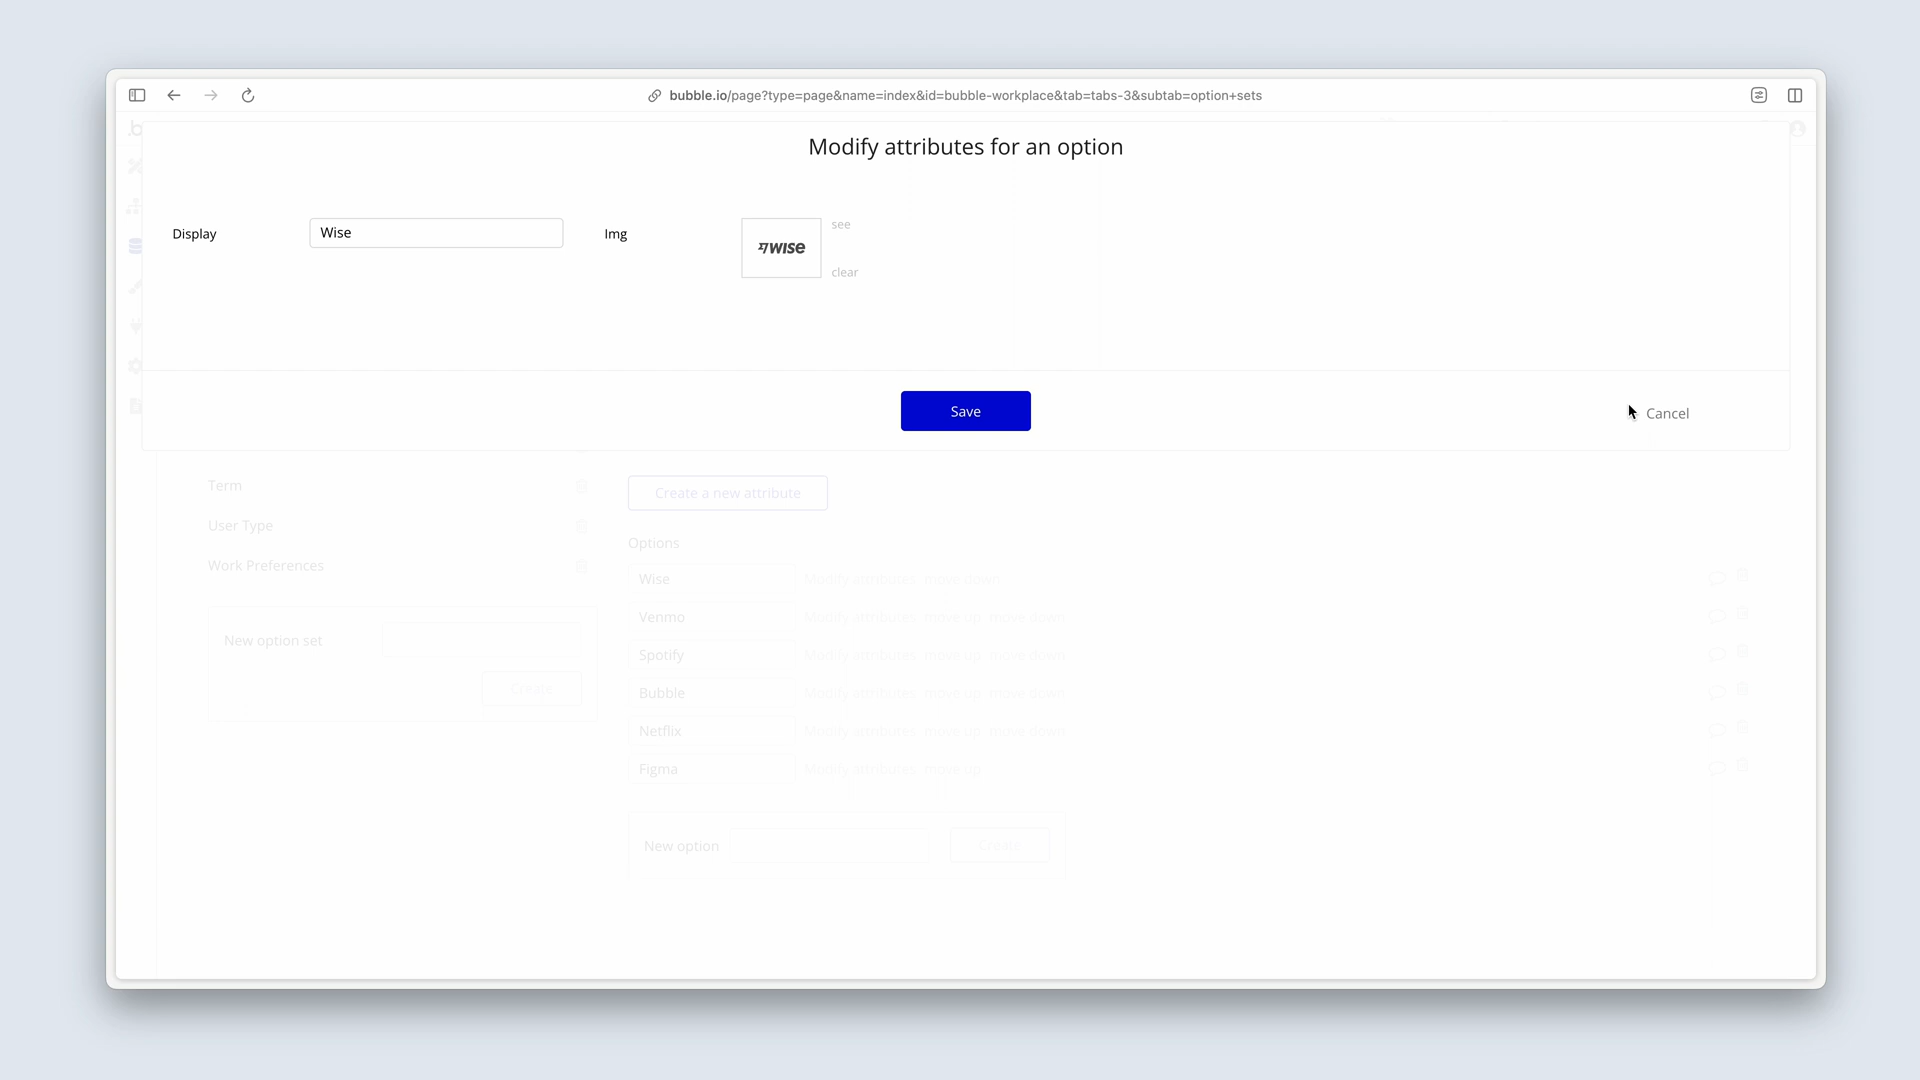 bubble.io/page?type=page&name=index&id=bubble-workplace&tab=tabs-3&subtab=option+sets
Modify attributes for an option
Display
Wise
Img
wise
see
clear
Save
Cancel
Term
User Type
Work Preferences
New option set
Create
Create a new attribute
Options
Wise Modify attributes move down
Venmo Modify attributes move up move down
Spotify Modify attributes move up move down
Bubble Modify attributes move up move down
Netflix Modify attributes move up move down
Figma Modify attributes move up
New option
Create